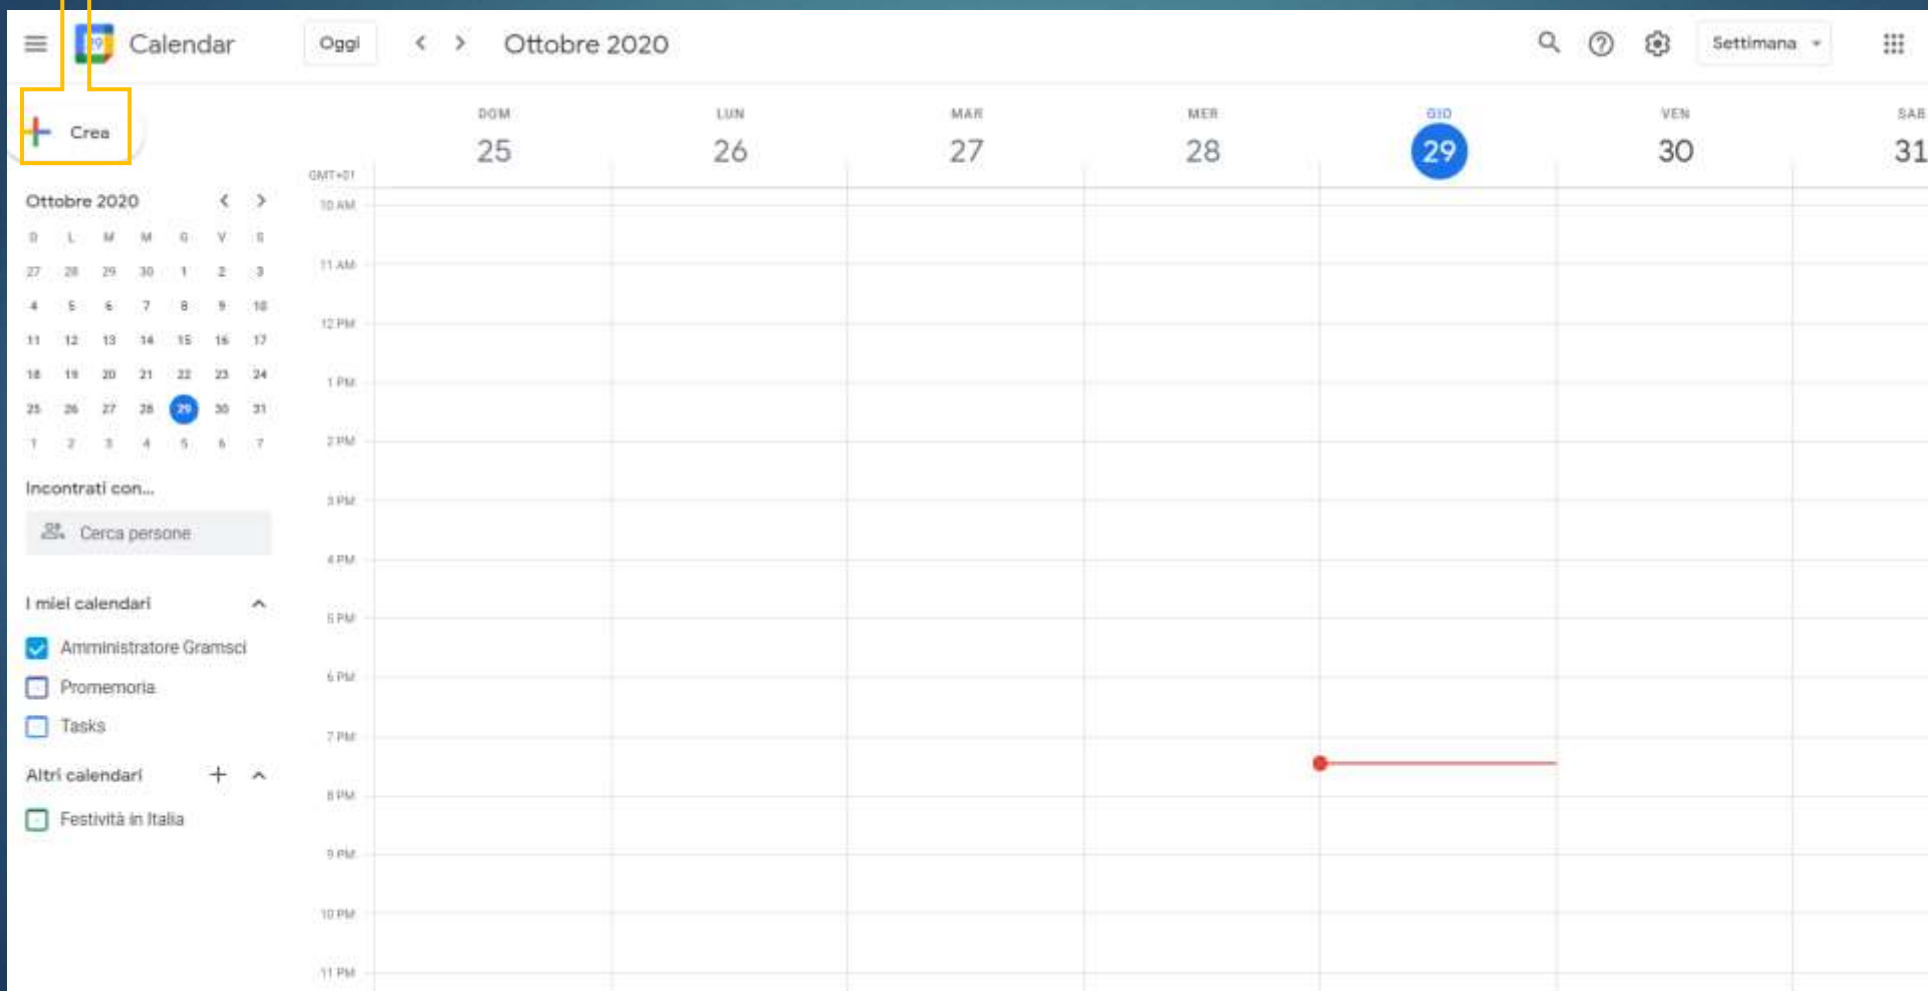 29 Calendar Oggi < > Ottobre 2020 Settimana
Crea
DOM LUN MAR MER GIO VEN SAB
25 26 27 28 29 30 31
GMT+01
Ottobre 2020 < >
D L M M G V S
27 28 29 30 1 2 3
4 5 6 7 8 9 10
11 12 13 14 15 16 17
18 19 20 21 22 23 24
25 26 27 28 29 30 31
1 2 3 4 5 6 7
Incontrati con...
Cerca persone
I miei calendari
Amministratore Gramsci
Promemoria
Tasks
Altri calendari +
Festività in Italia
10 AM
11 AM
12 PM
1 PM
2 PM
3 PM
4 PM
5 PM
6 PM
7 PM
8 PM
9 PM
10 PM
11 PM